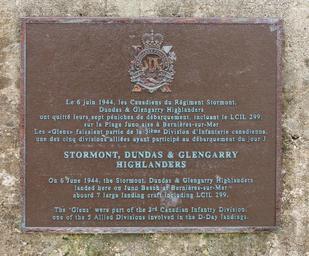 Le 6 juin 1944, les Canadiens du Régiment Stormont,
Dundas & Glengarry Highlanders
ont quitté leurs sept péniches de débarquement, incluant le LCIL 299,
sur la Plage Juno sise à Bernières-sur-Mer
Les «Glens» faisaient partie de la 3ième Division d'Infanterie canadienne,
une des cinq divisions alliées ayant participé au débarquement du jour J.
STORMONT, DUNDAS & GLENGARRY
HIGHLANDERS
On 6 June 1944, the Stormont, Dundas & Glengarry Highlanders
landed here on Juno Beach at Bernières-sur-Mer
aboard 7 large landing craft including LCIL 299.
The 'Glens' were part of the 3rd Canadian Infantry Division,
one of the 5 Allied Divisions involved in the D-Day landings.